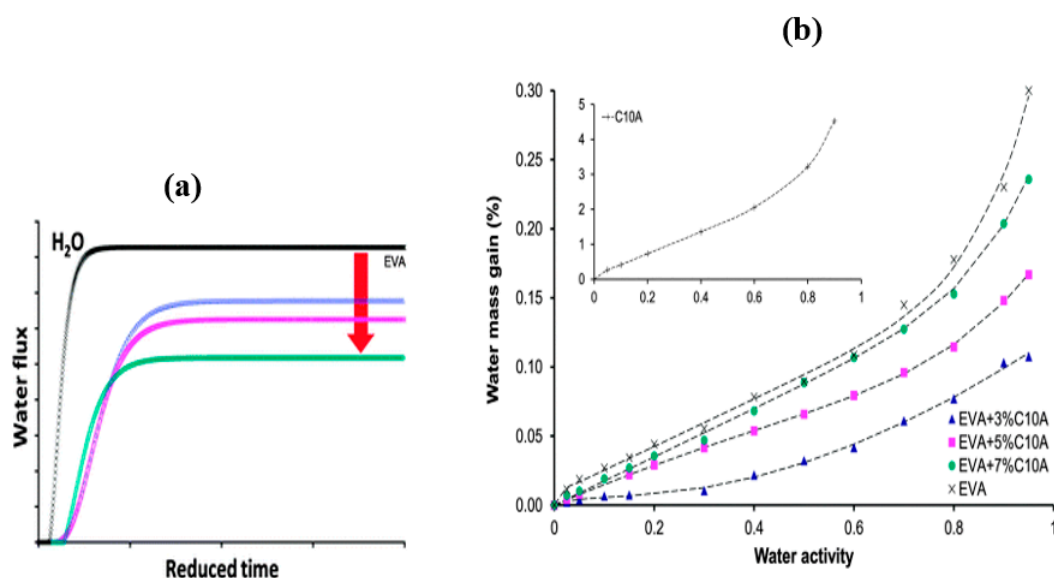 (a)
H₂O
EVA
Water flux
Reduced time
(b)
Water mass gain (%)
0.30
0.25
0.20
0.15
0.10
0.05
0.00
5
4
3
2
1
0
C10A
0 0.2 0.4 0.6 0.8 1
EVA+3%C10A
EVA+5%C10A
EVA+7%C10A
EVA
0 0.2 0.4 0.6 0.8 1
Water activity